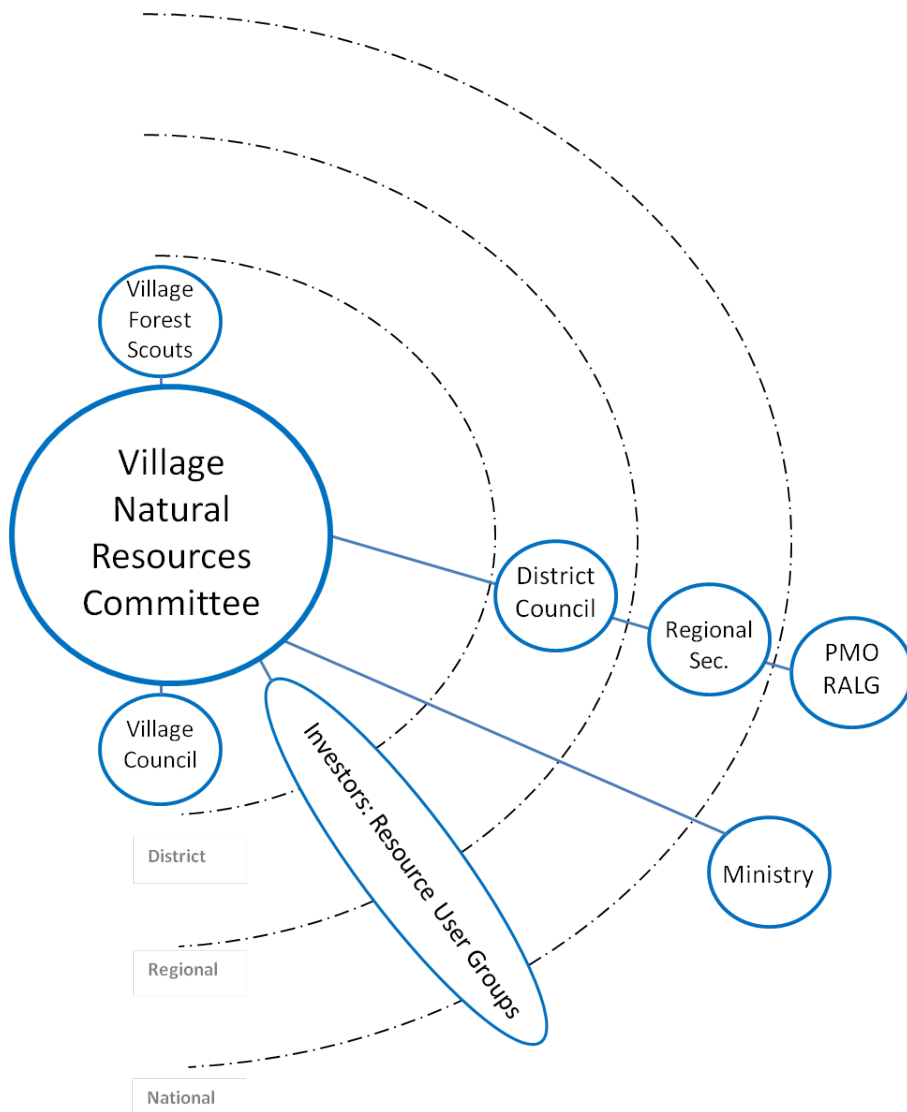 Village
Forest
Scouts
Village
Natural
Resources
Committee
District
Council
Regional
Sec.
PMO
RALG
Village
Council
Investors: Resource User Groups
Ministry
District
Regional
National